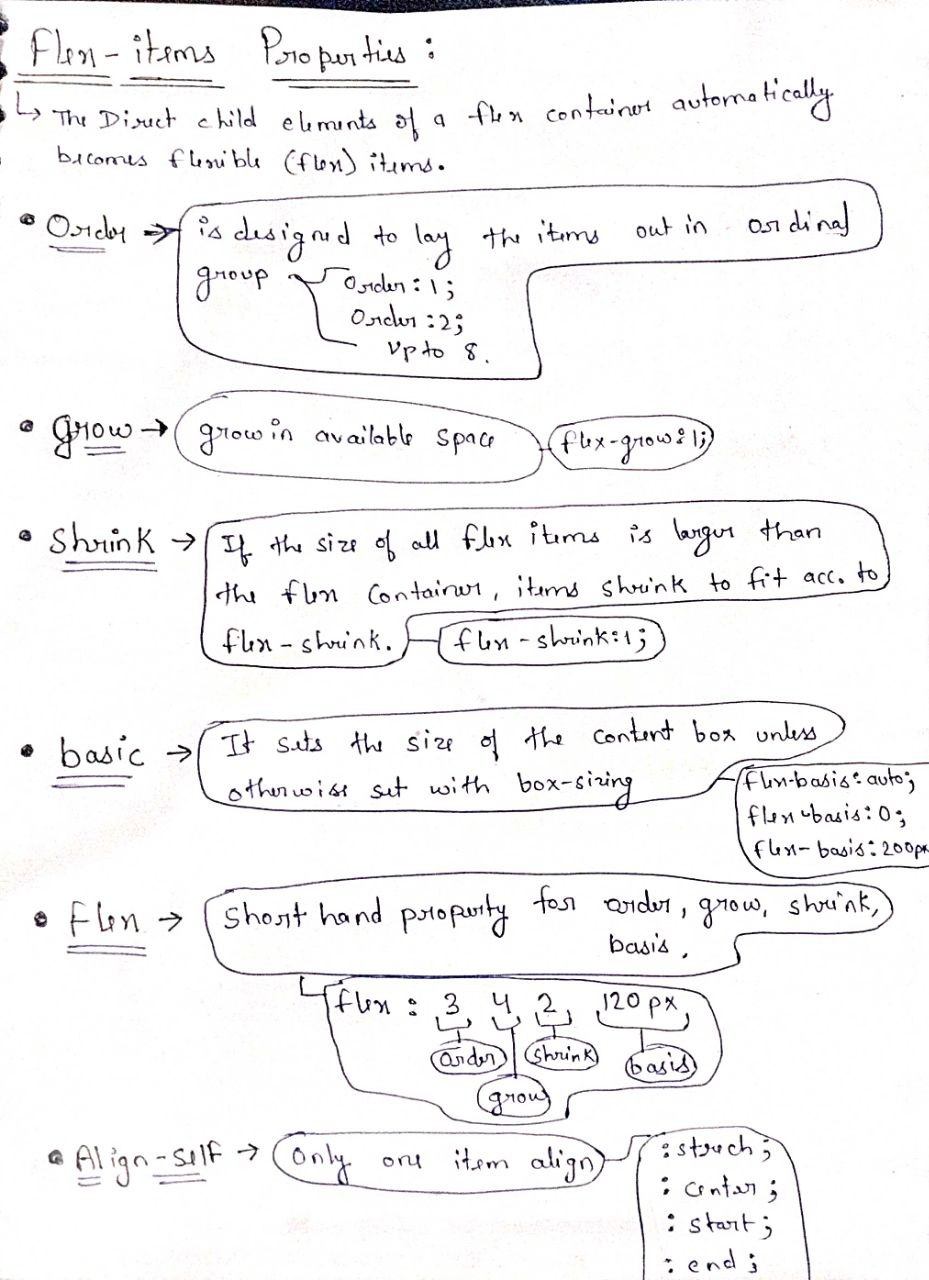 Flex-items Properties :
↳ The Direct child elements of a flex container automatically
becomes flexible (flex) items.
• Order → is designed to lay the items out in ordinal
group Order : 1 ;
Order : 2 ;
Upto 8.
• grow → grow in available space flex-grow : 1;
• Shrink → If the size of all flex items is larger than
the flex Container, items shrink to fit acc. to
flex-shrink. flex-shrink:1;
• basic → It sets the size of the content box unless
otherwise set with box-sizing
flex-basis: auto;
flex-basis: 0;
flex-basis: 200px
• Flex → Short hand property for order, grow, shrink,
basis.
flex : 3 4 2 120px
order shrink basis
grow
• Align-self → Only one item align : strech ;
: center ;
: start ;
: end ;